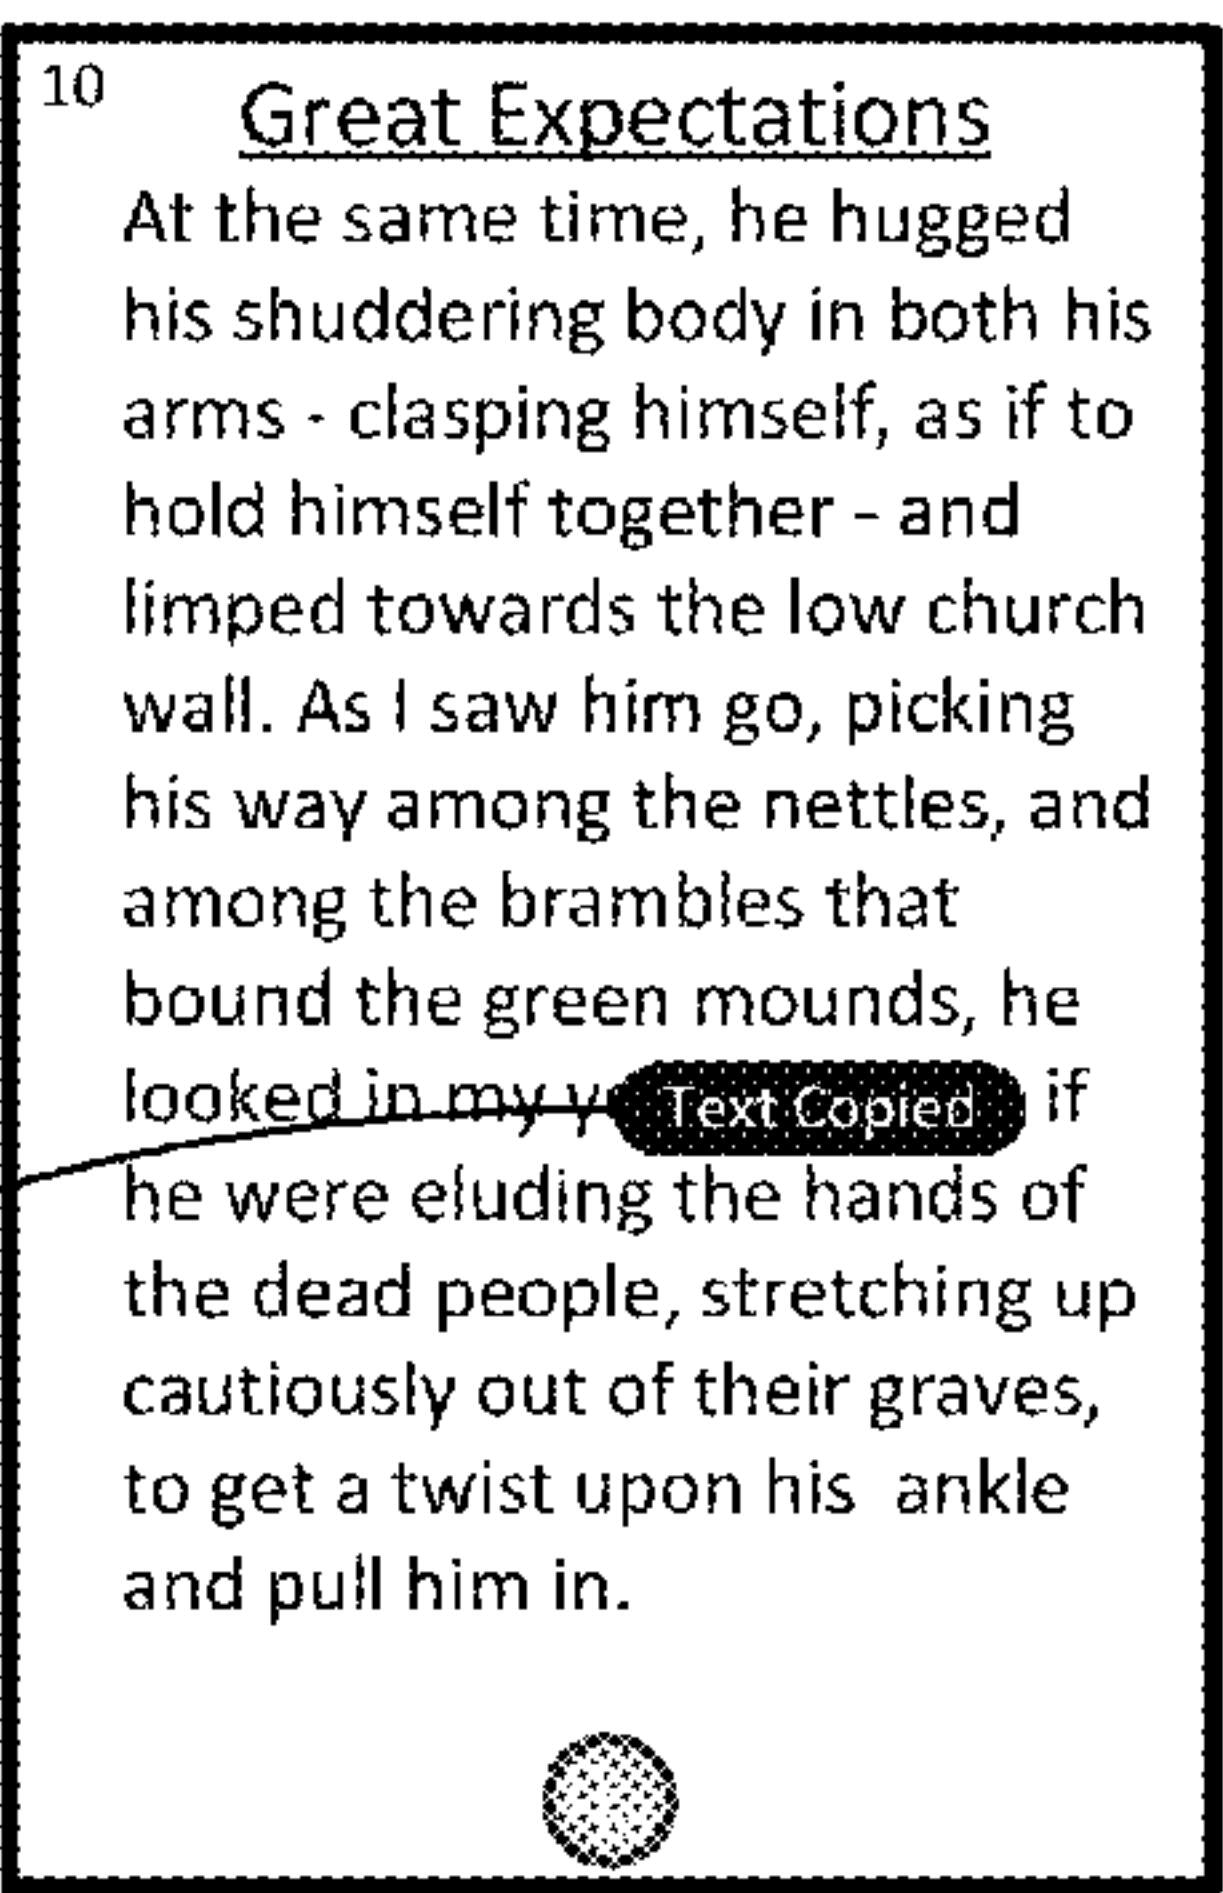 10
Great Expectations
At the same time, he hugged
his shuddering body in both his
arms - clasping himself, as if to
hold himself together - and
limped towards the low church
wall. As I saw him go, picking
his way among the nettles, and
among the brambles that
bound the green mounds, he
looked in my Text Copied if
he were eluding the hands of
the dead people, stretching up
cautiously out of their graves,
to get a twist upon his ankle
and pull him in.